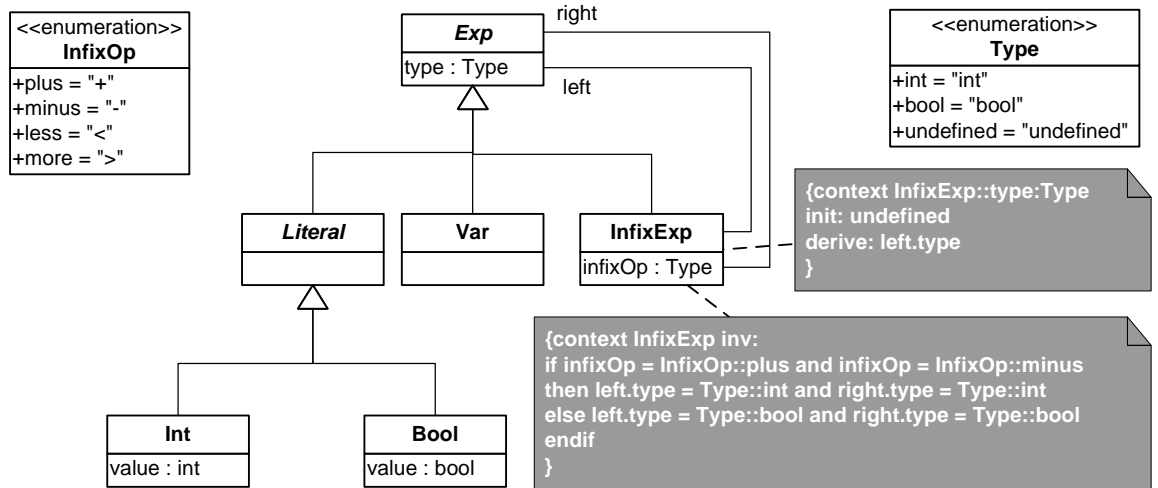 <<enumeration>>
InfixOp
+plus = "+"
+minus = "-"
+less = "<"
+more = ">"
Exp
type : Type
right
left
<<enumeration>>
Type
+int = "int"
+bool = "bool"
+undefined = "undefined"
Literal
Var
InfixExp
infixOp : Type
{context InfixExp::type:Type
init: undefined
derive: left.type
}
{context InfixExp inv:
if infixOp = InfixOp::plus and infixOp = InfixOp::minus
then left.type = Type::int and right.type = Type::int
else left.type = Type::bool and right.type = Type::bool
endif
}
Int
value : int
Bool
value : bool